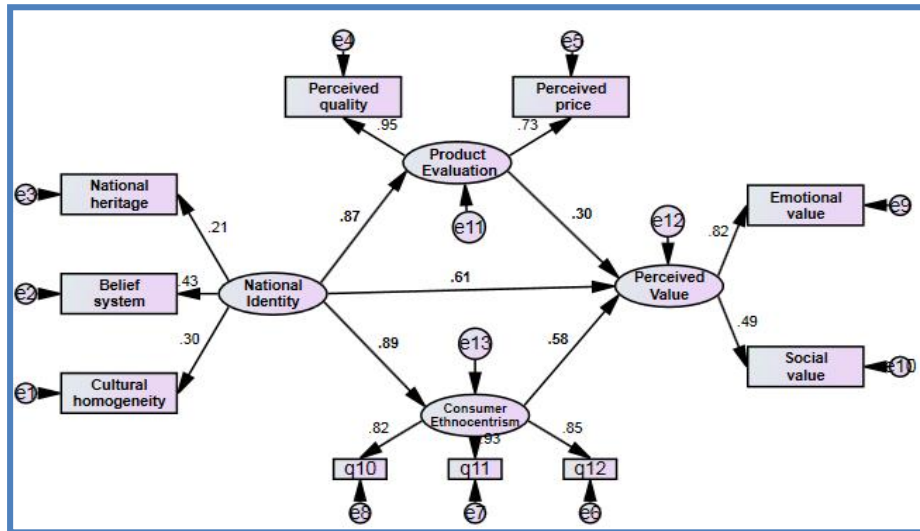 e4
e5
Perceived
quality
Perceived
price
.95
.73
Product
Evaluation
e3
National
heritage
.21
.87
e11
.30
e12
Emotional
value
e9
.82
e2
Belief
system
.43
National
Identity
.61
Perceived
Value
.30
.89
e13
.58
.49
e1
Cultural
homogeneity
Social
value
e10
Consumer
Ethnocentrism
.82
.93
.85
q10
q11
q12
e8
e7
e6